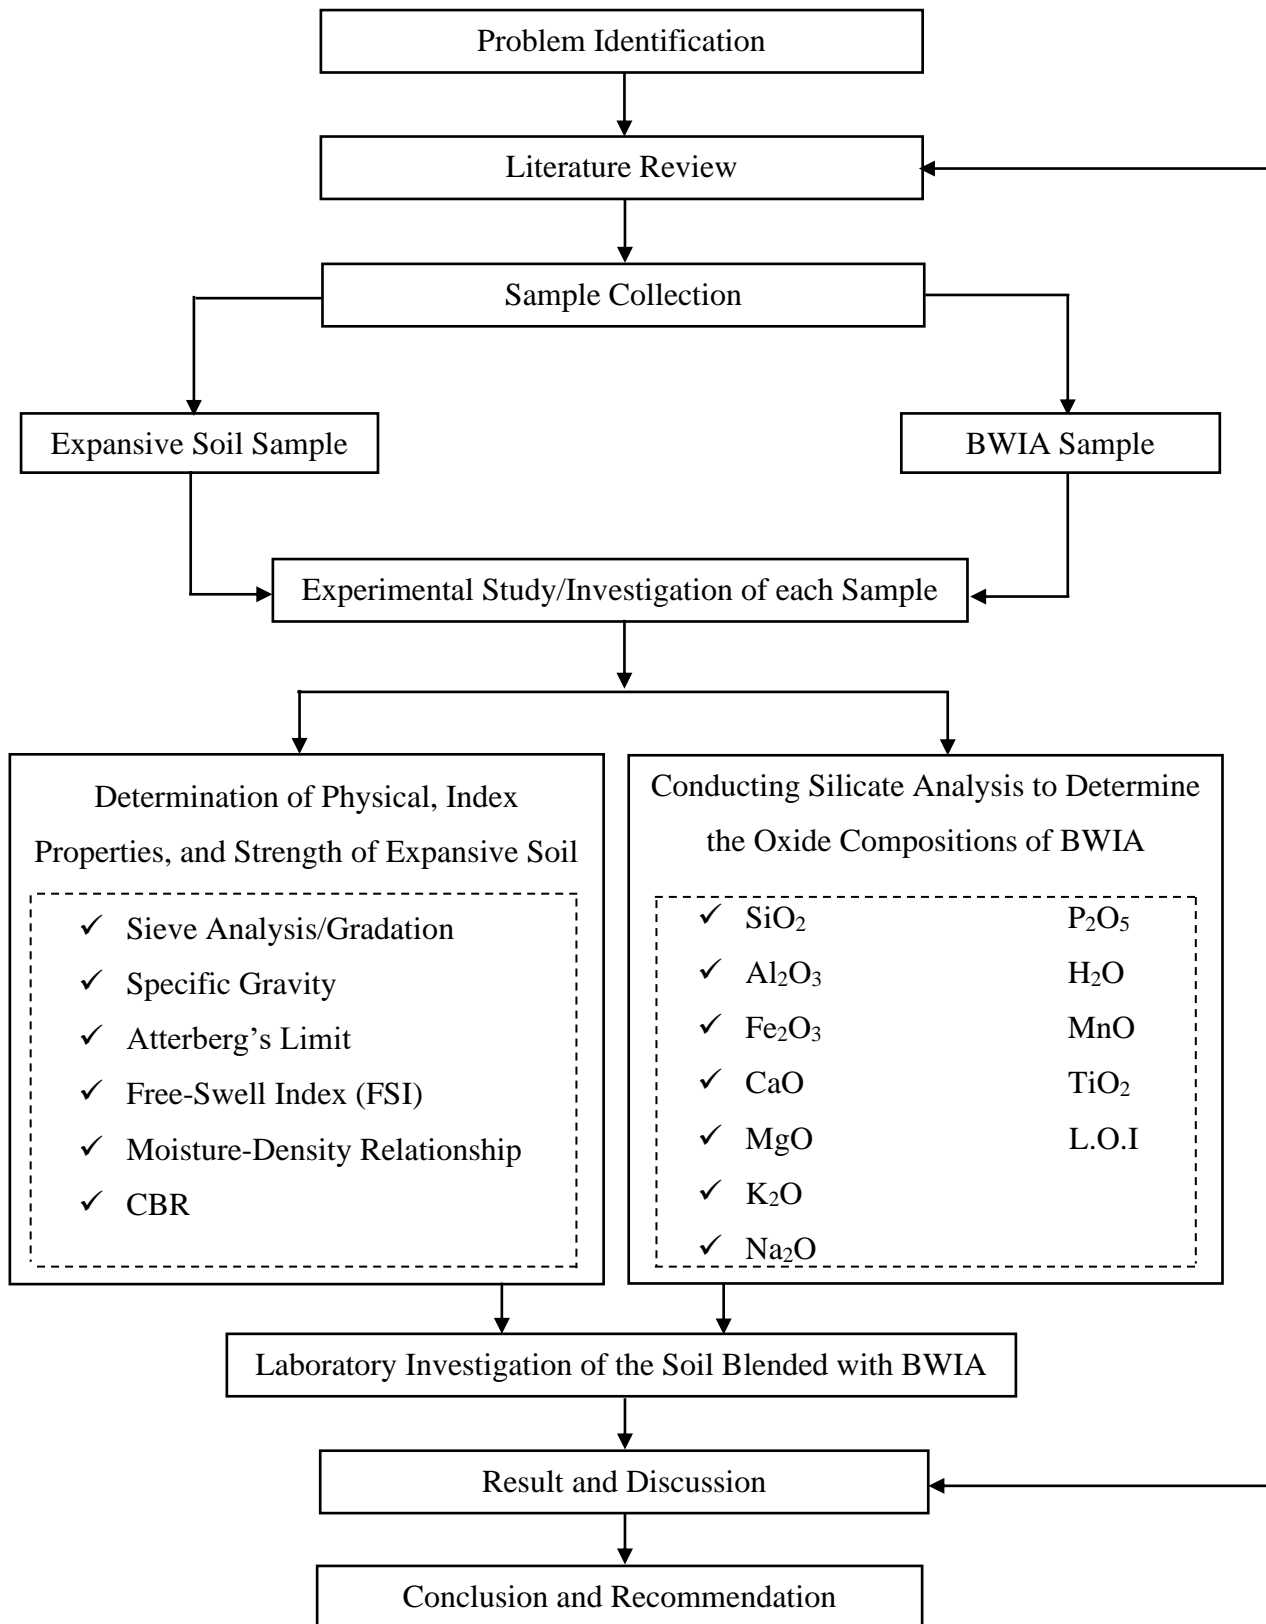 Problem Identification
Literature Review
Sample Collection
Expansive Soil Sample
BWIA Sample
Experimental Study/Investigation of each Sample
Determination of Physical, Index
Properties, and Strength of Expansive Soil
✓ Sieve Analysis/Gradation
✓ Specific Gravity
✓ Atterberg’s Limit
✓ Free-Swell Index (FSI)
✓ Moisture-Density Relationship
✓ CBR
Conducting Silicate Analysis to Determine
the Oxide Compositions of BWIA
✓ SiO₂
✓ Al₂O₃
✓ Fe₂O₃
✓ CaO
✓ MgO
✓ K₂O
✓ Na₂O
P₂O₅
H₂O
MnO
TiO₂
L.O.I
Laboratory Investigation of the Soil Blended with BWIA
Result and Discussion
Conclusion and Recommendation